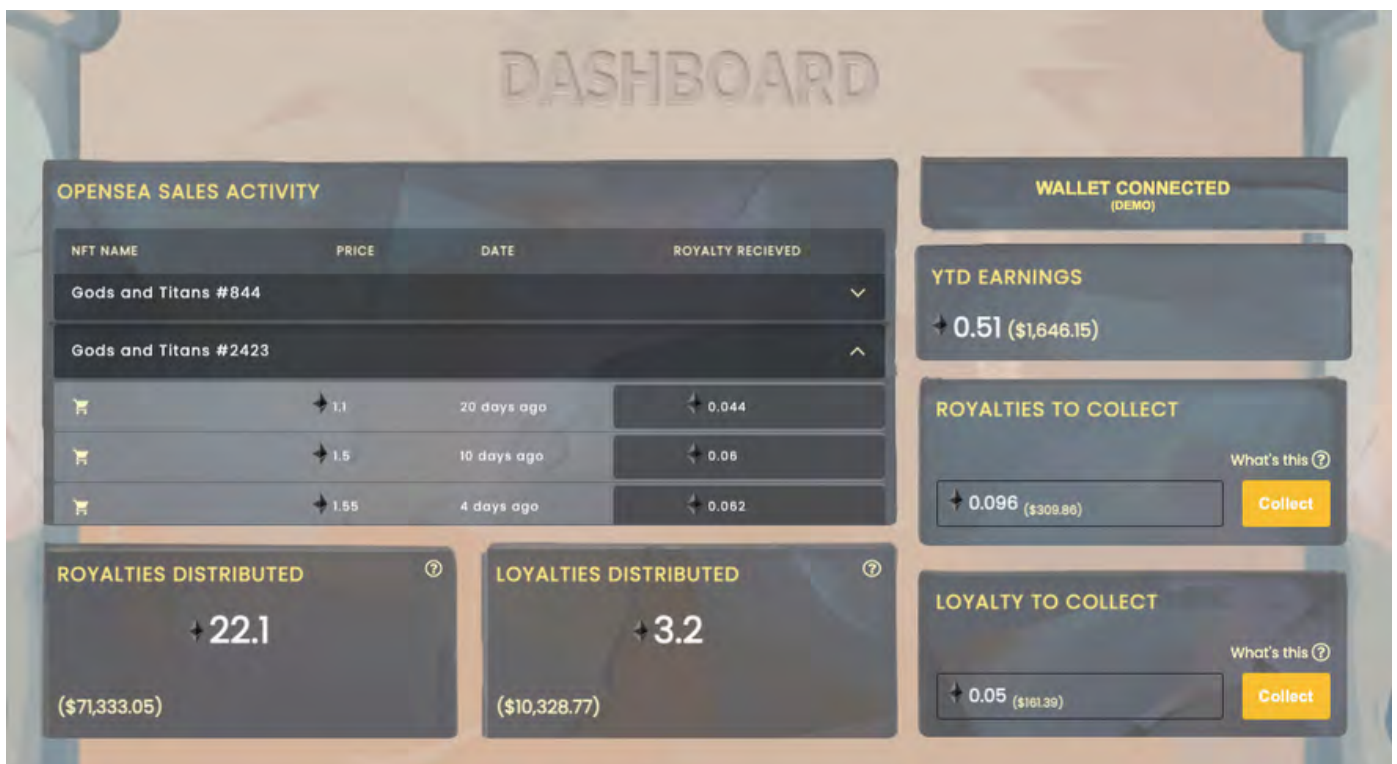 DASHBOARD
OPENSEA SALES ACTIVITY
NFT NAME PRICE DATE ROYALTY RECIEVED
Gods and Titans #844
Gods and Titans #2423
1.1 20 days ago 0.044
1.5 10 days ago 0.06
1.55 4 days ago 0.062
ROYALTIES DISTRIBUTED ?
22.1
($71,333.05)
LOYALTIES DISTRIBUTED ?
3.2
($10,328.77)
WALLET CONNECTED
(DEMO)
YTD EARNINGS
0.51 ($1,646.15)
ROYALTIES TO COLLECT
What's this ?
0.096 ($309.86) Collect
LOYALTY TO COLLECT
What's this ?
0.05 ($161.39) Collect